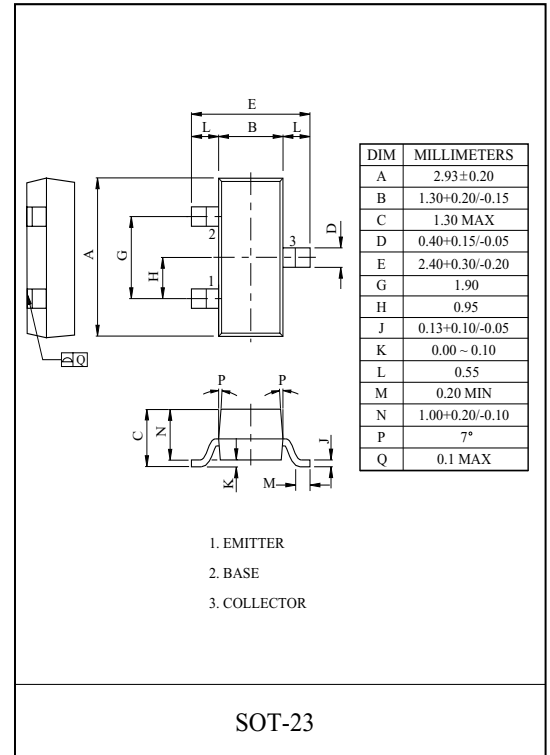 E
L B L
A
G
H
D
2
3
1
⏥ Q
DIM MILLIMETERS
A 2.93±0.20
B 1.30+0.20/-0.15
C 1.30 MAX
D 0.40+0.15/-0.05
E 2.40+0.30/-0.20
G 1.90
H 0.95
J 0.13+0.10/-0.05
K 0.00 ~ 0.10
L 0.55
M 0.20 MIN
N 1.00+0.20/-0.10
P 7°
Q 0.1 MAX
P P
C
N
K
M
J
1. EMITTER
2. BASE
3. COLLECTOR
SOT-23